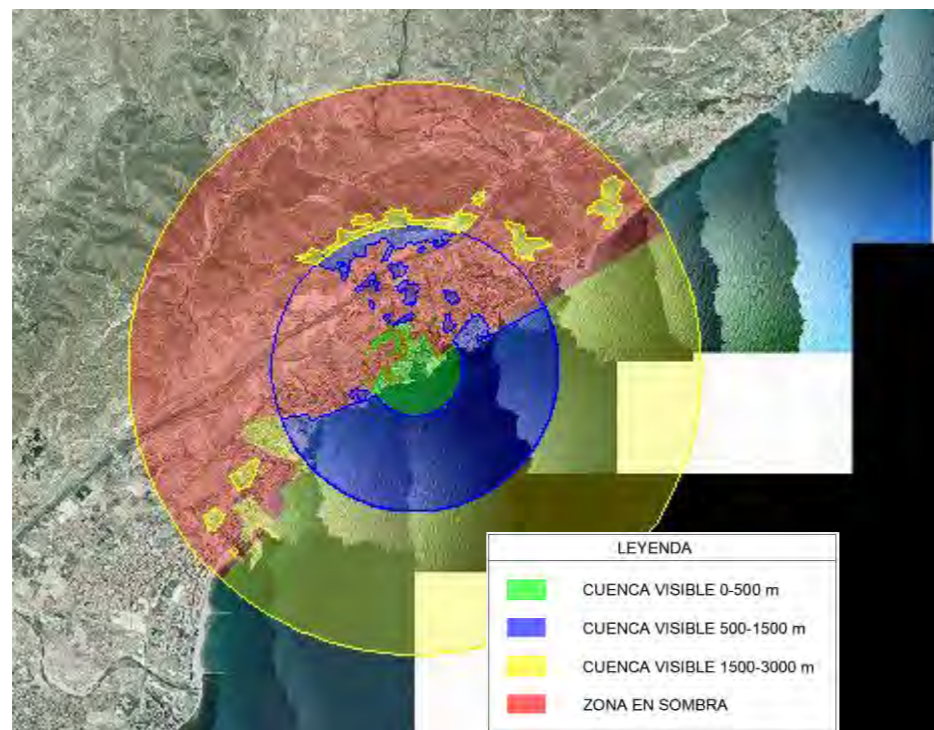 LEYENDA
CUENCA VISIBLE 0-500 m
CUENCA VISIBLE 500-1500 m
CUENCA VISIBLE 1500-3000 m
ZONA EN SOMBRA